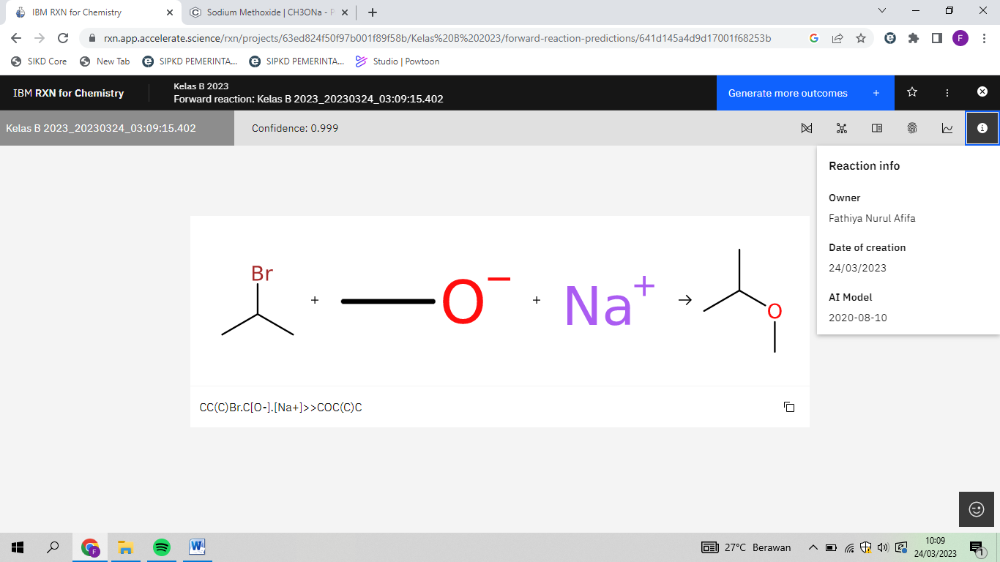 IBM RXN for Chemistry
Sodium Methoxide | CH3ONa - P
rxn.app.accelerate.science/rxn/projects/63ed824f50f97b001f89f58b/Kelas%20B%202023/forward-reaction-predictions/641d145a4d9d17001f68253b
F
SIKD Core
New Tab
SIPKD PEMERINTA...
SIPKD PEMERINTA...
Studio | Powtoon
IBM RXN for Chemistry
Kelas B 2023
Forward reaction: Kelas B 2023_20230324_03:09:15.402
Generate more outcomes +
Kelas B 2023_20230324_03:09:15.402
Confidence: 0.999
Reaction info
Owner
Fathiya Nurul Afifa
Date of creation
24/03/2023
AI Model
2020-08-10
Br
+
O−
+
Na+
→
O
CC(C)Br.C[O-].[Na+]>>COC(C)C
F
W
27°C Berawan
10:09
24/03/2023
1